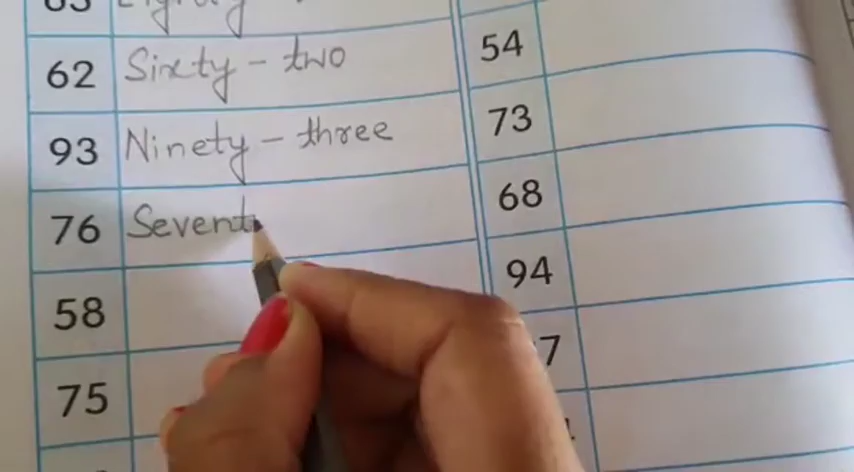 62 Sixty - two
93 Ninety - three
76 Sevent
58
75
54
73
68
94